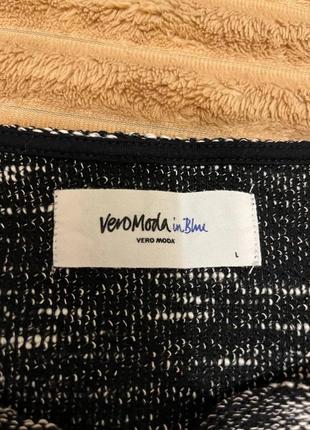 VeroModa in Blue
VERO MODA
L